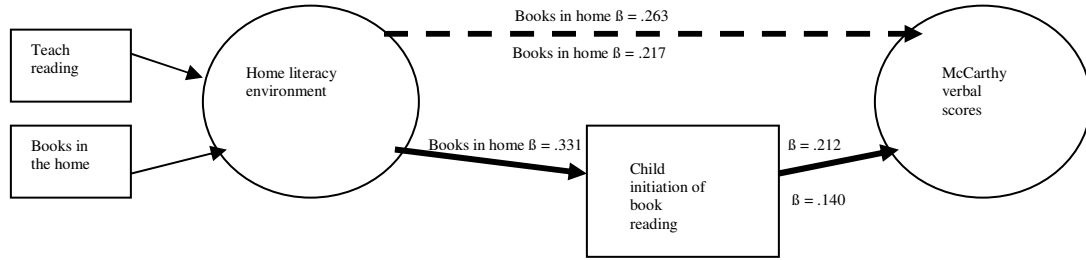 Teach
reading
Books in
the home
Home literacy
environment
Books in home ß = .263
Books in home ß = .217
Books in home ß = .331
Child
initiation of
book
reading
ß = .212
ß = .140
McCarthy
verbal
scores